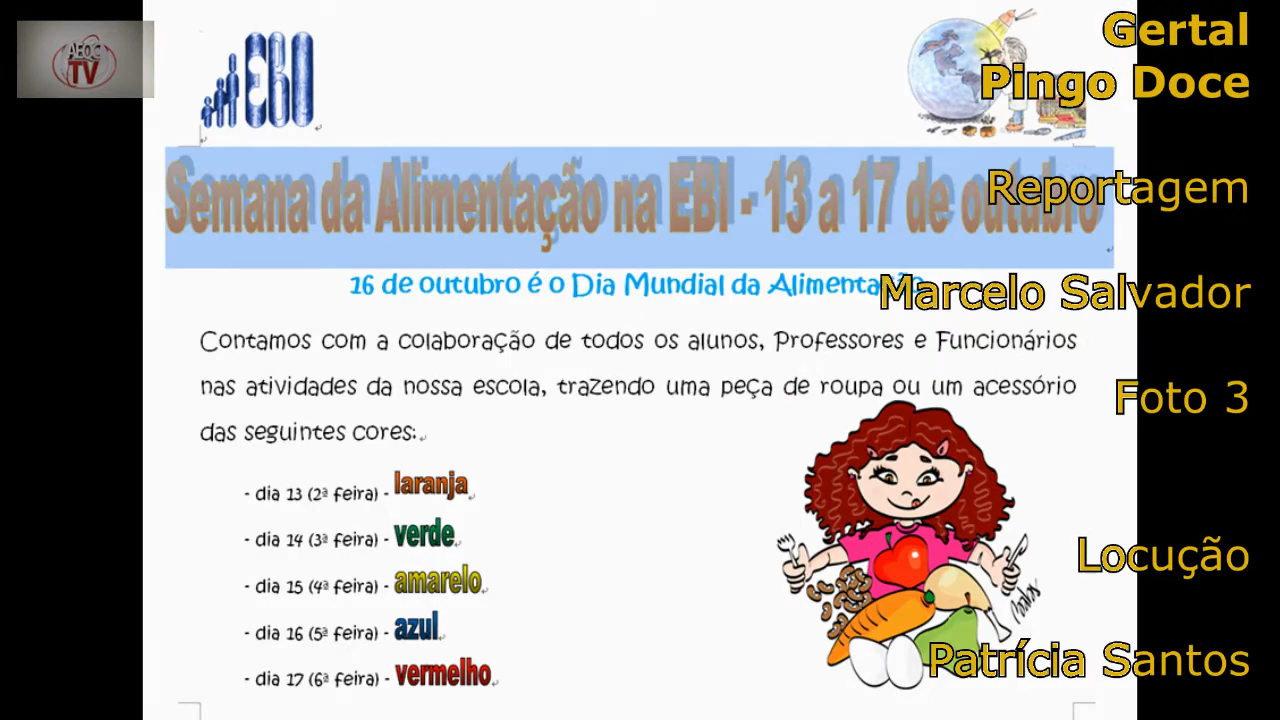 AEQC
TV
EBI
Gertal
Pingo Doce
Semana da Alimentação na EBI - 13 a 17 de outubro
Reportagem
16 de outubro é o Dia Mundial da Alimentação
Marcelo Salvador
Contamos com a colaboração de todos os alunos, Professores e Funcionários
nas atividades da nossa escola, trazendo uma peça de roupa ou um acessório
das seguintes cores:
Foto 3
- dia 13 (2ª feira) - laranja
- dia 14 (3ª feira) - verde
- dia 15 (4ª feira) - amarelo
- dia 16 (5ª feira) - azul
- dia 17 (6ª feira) - vermelho
Locução
Patrícia Santos